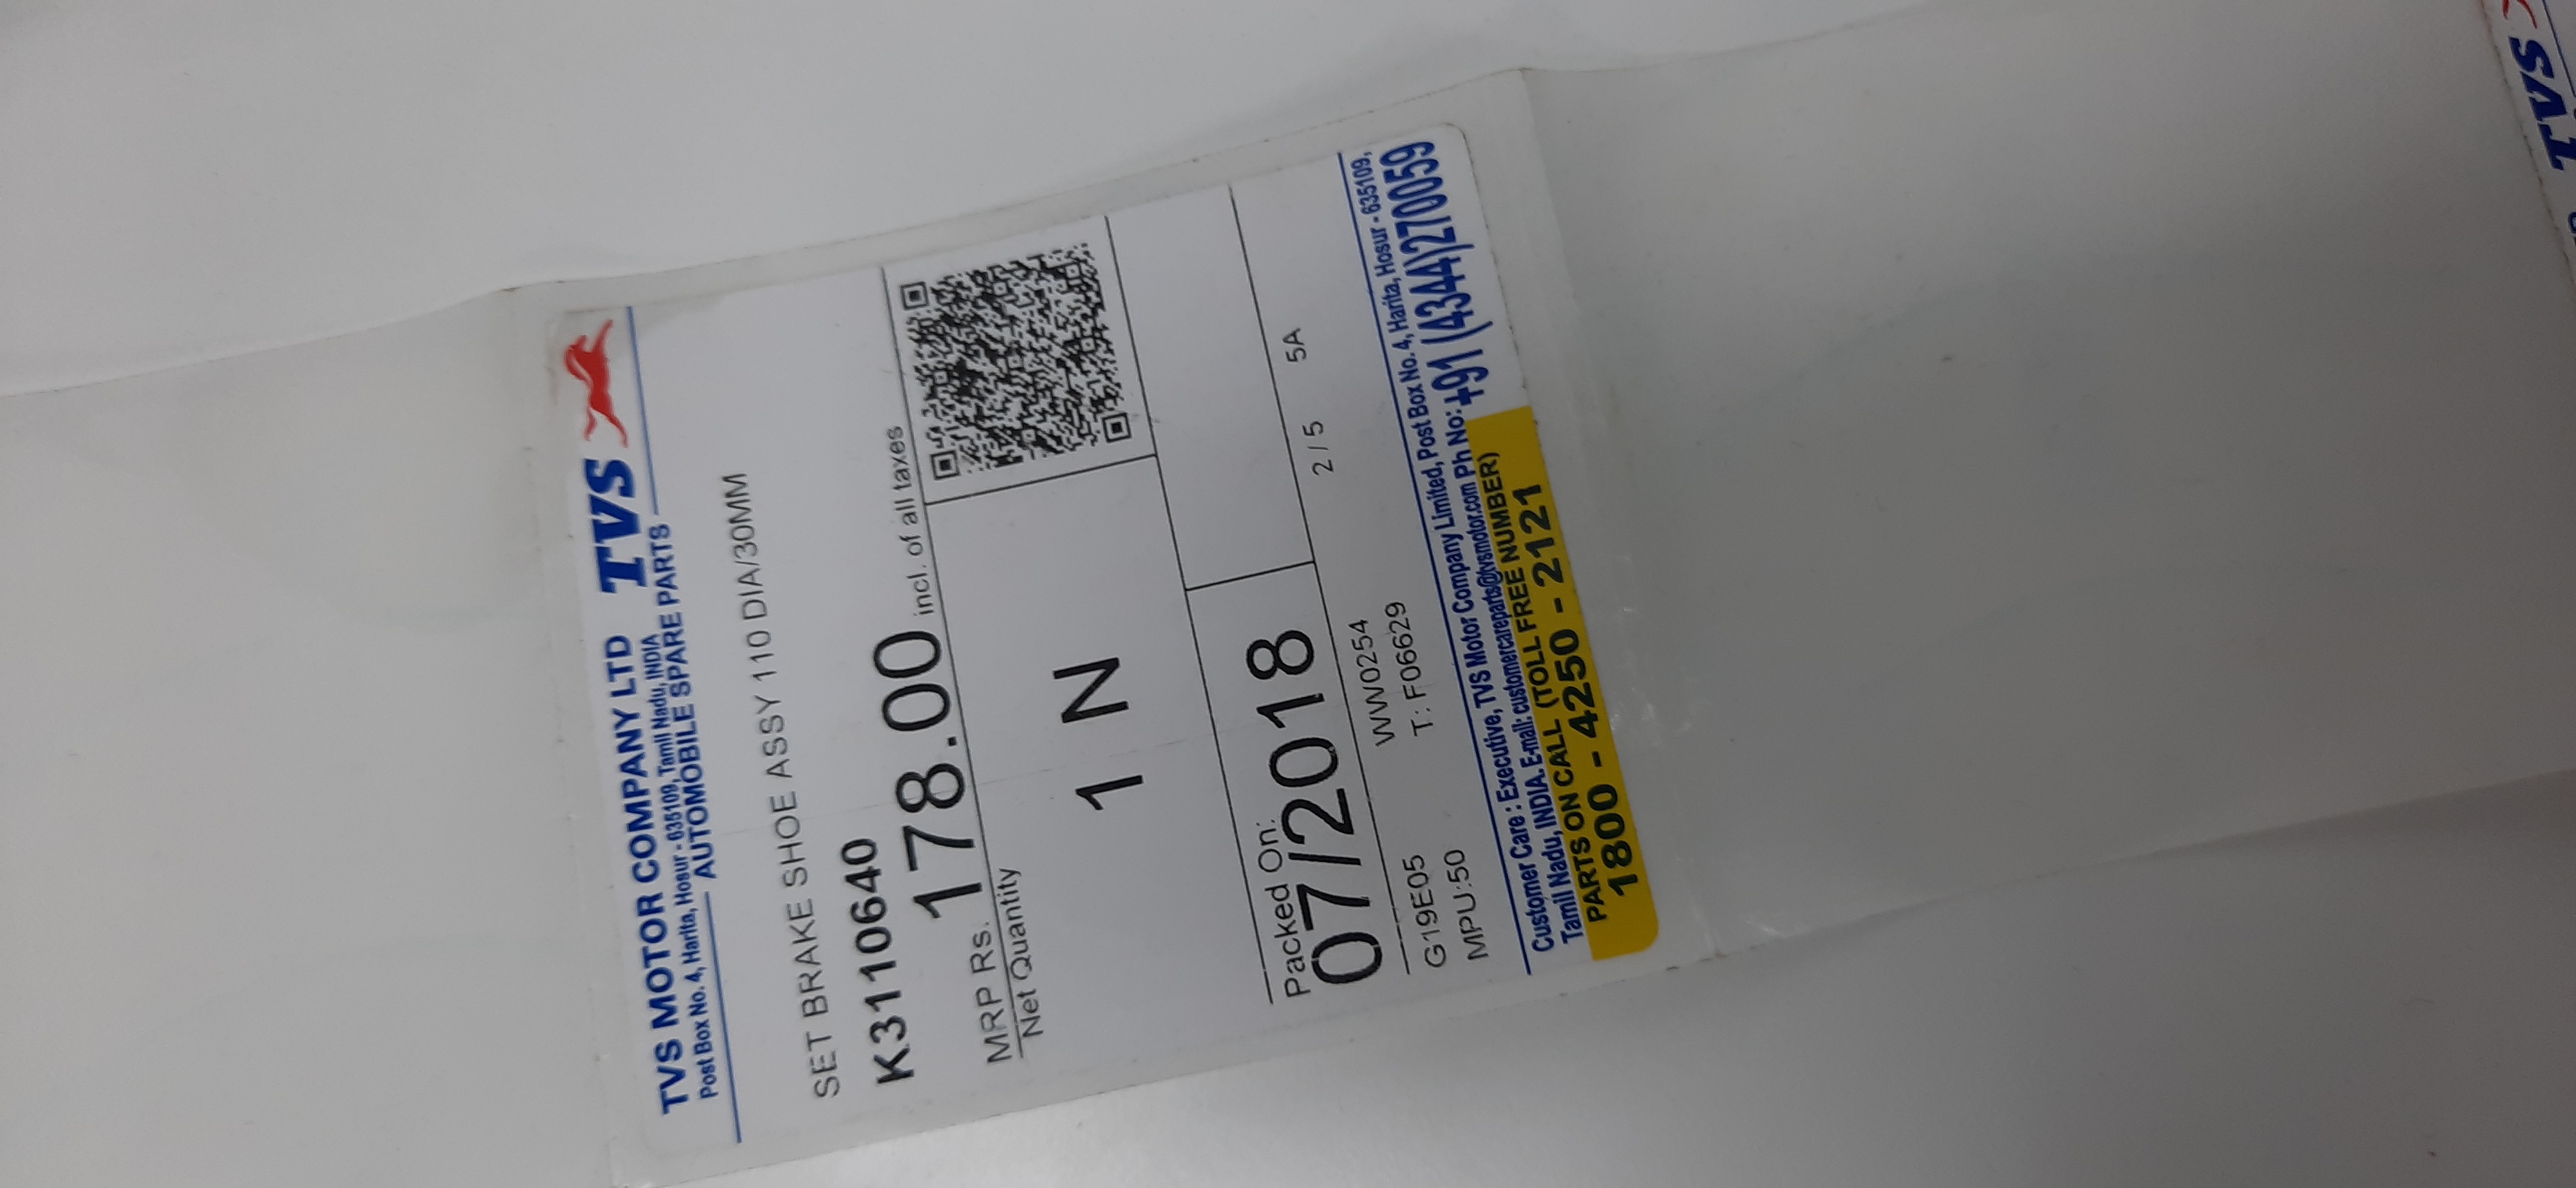 TVS MOTOR COMPANY LTD TVS
Post Box No. 4, Harita, Hosur - 635109, Tamil Nadu, INDIA
AUTOMOBILE SPARE PARTS
SET BRAKE SHOE ASSY 110 DIA/30MM
K3110640
MRP Rs. 178.00 incl. of all taxes
Net Quantity
1 N
Packed On:
07/2018
2/5 5A
G19E05 WW0254
MPU:50 T: F06629
Customer Care : Executive, TVS Motor Company Limited, Post Box No. 4, Harita, Hosur - 635109,
Tamil Nadu, INDIA. E-mail: customercareparts@tvsmotor.com Ph No: +91 (4344)270059
PARTS ON CALL (TOLL FREE NUMBER)
1800 - 4250 - 2121
TVS